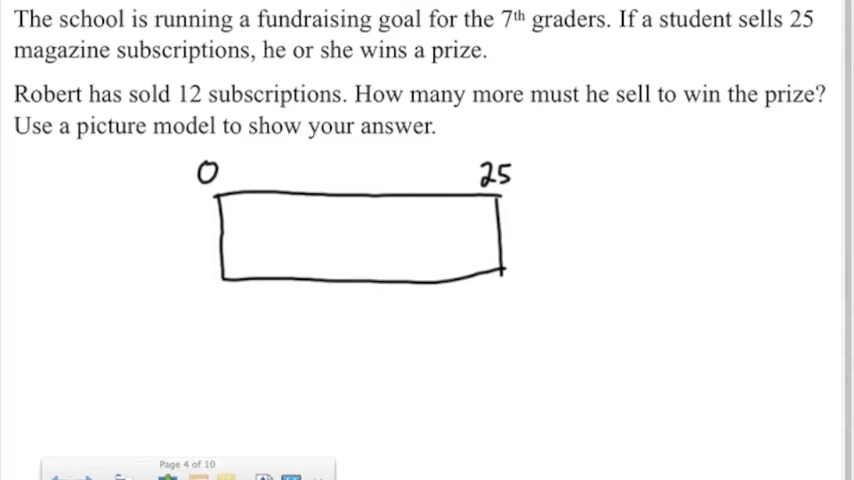 The school is running a fundraising goal for the 7th graders. If a student sells 25
magazine subscriptions, he or she wins a prize.
Robert has sold 12 subscriptions. How many more must he sell to win the prize?
Use a picture model to show your answer.
0 25
Page 4 of 10